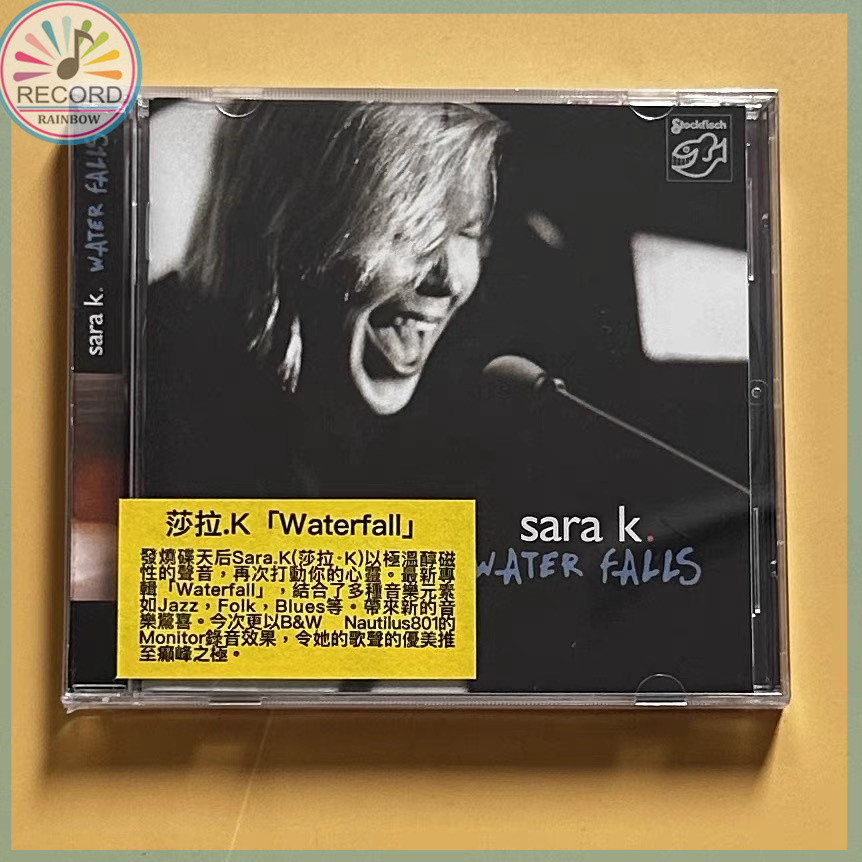 RECORD
RAINBOW
sara k. WATER FALLS
Stockfisch
sara k.
WATER FALLS
莎拉.K「Waterfall」
發燒碟天后Sara.K(莎拉·K)以極溫醇磁
性的聲音，再次打動你的心靈。最新專
輯「Waterfall」，結合了多種音樂元素
如Jazz，Folk，Blues等。帶來新的音
樂驚喜。今次更以B&W Nautilus801的
Monitor錄音效果，令她的歌聲的優美推
至巔峰之極。